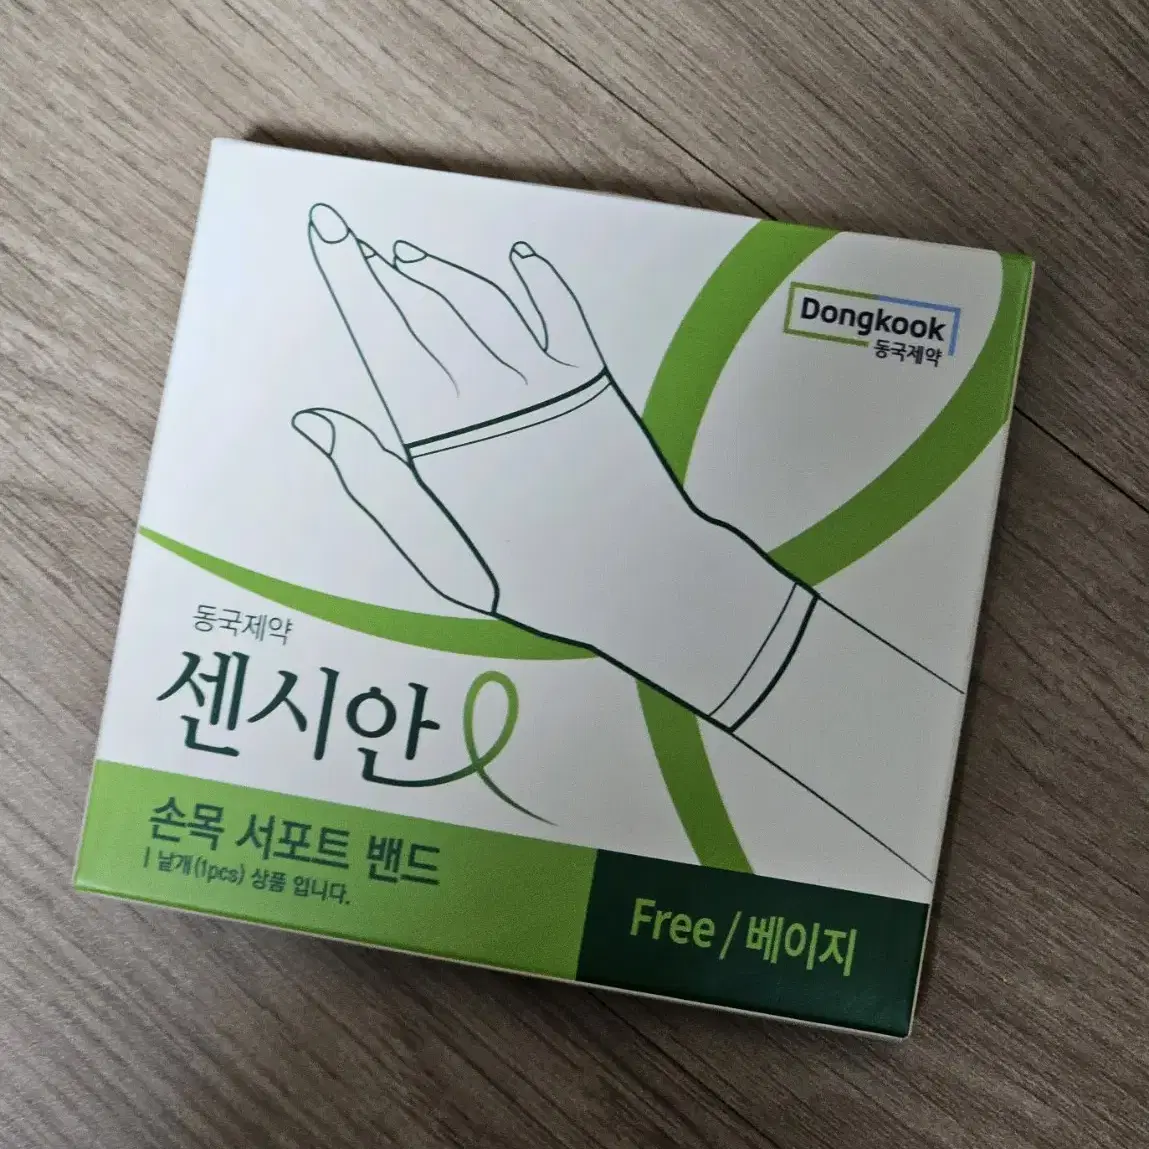 Dongkook
동국제약
동국제약
센시안
손목 서포트 밴드
| 낱개(1pcs) 상품 입니다.
Free / 베이지